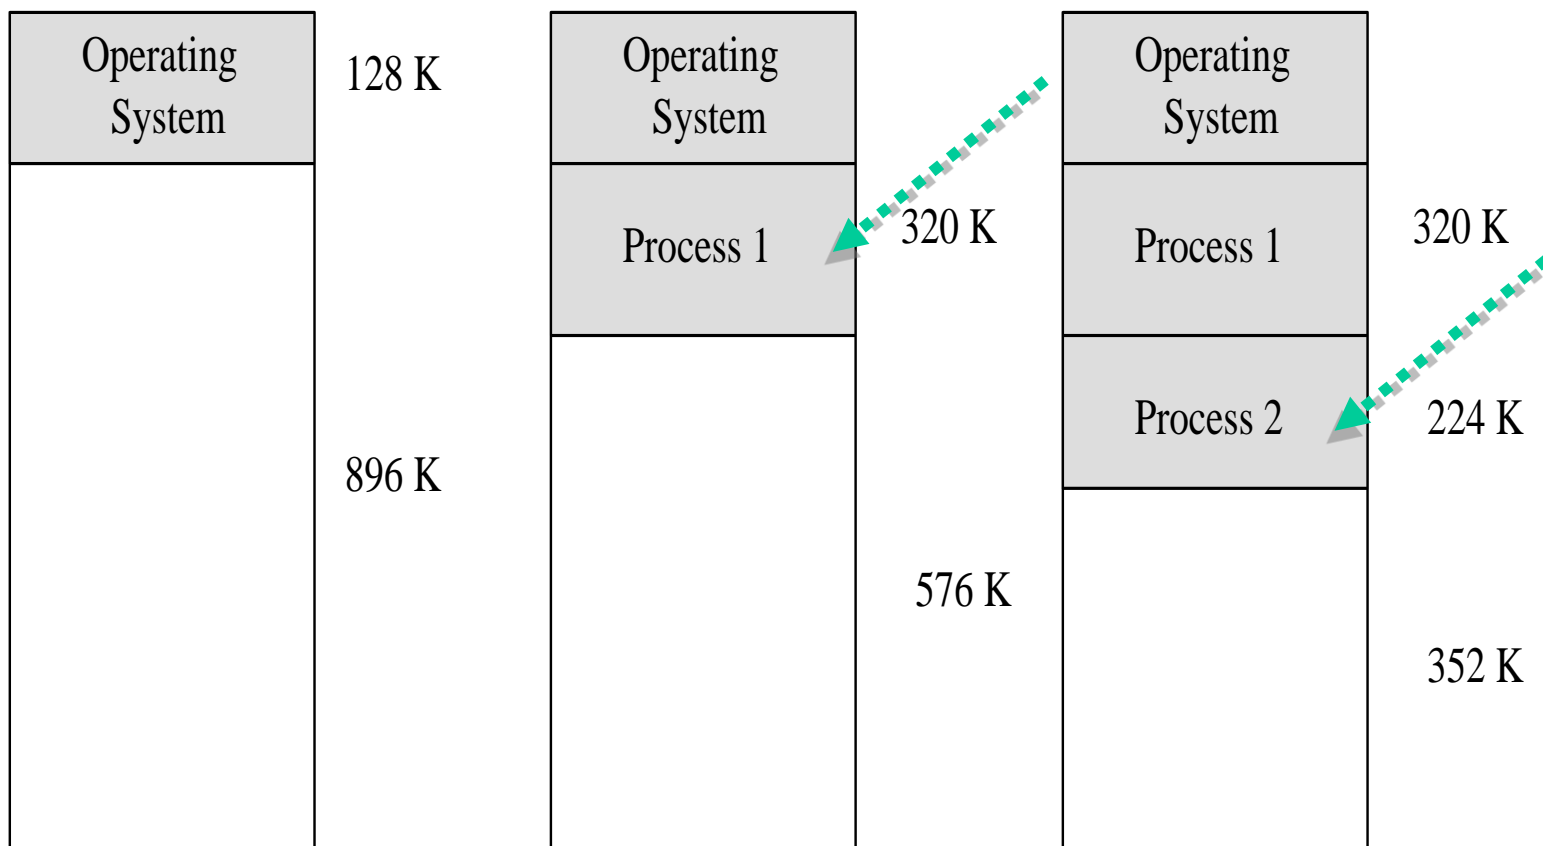 Operating
System
128 K
896 K
Operating
System
Process 1
320 K
576 K
Operating
System
Process 1
320 K
Process 2
224 K
352 K